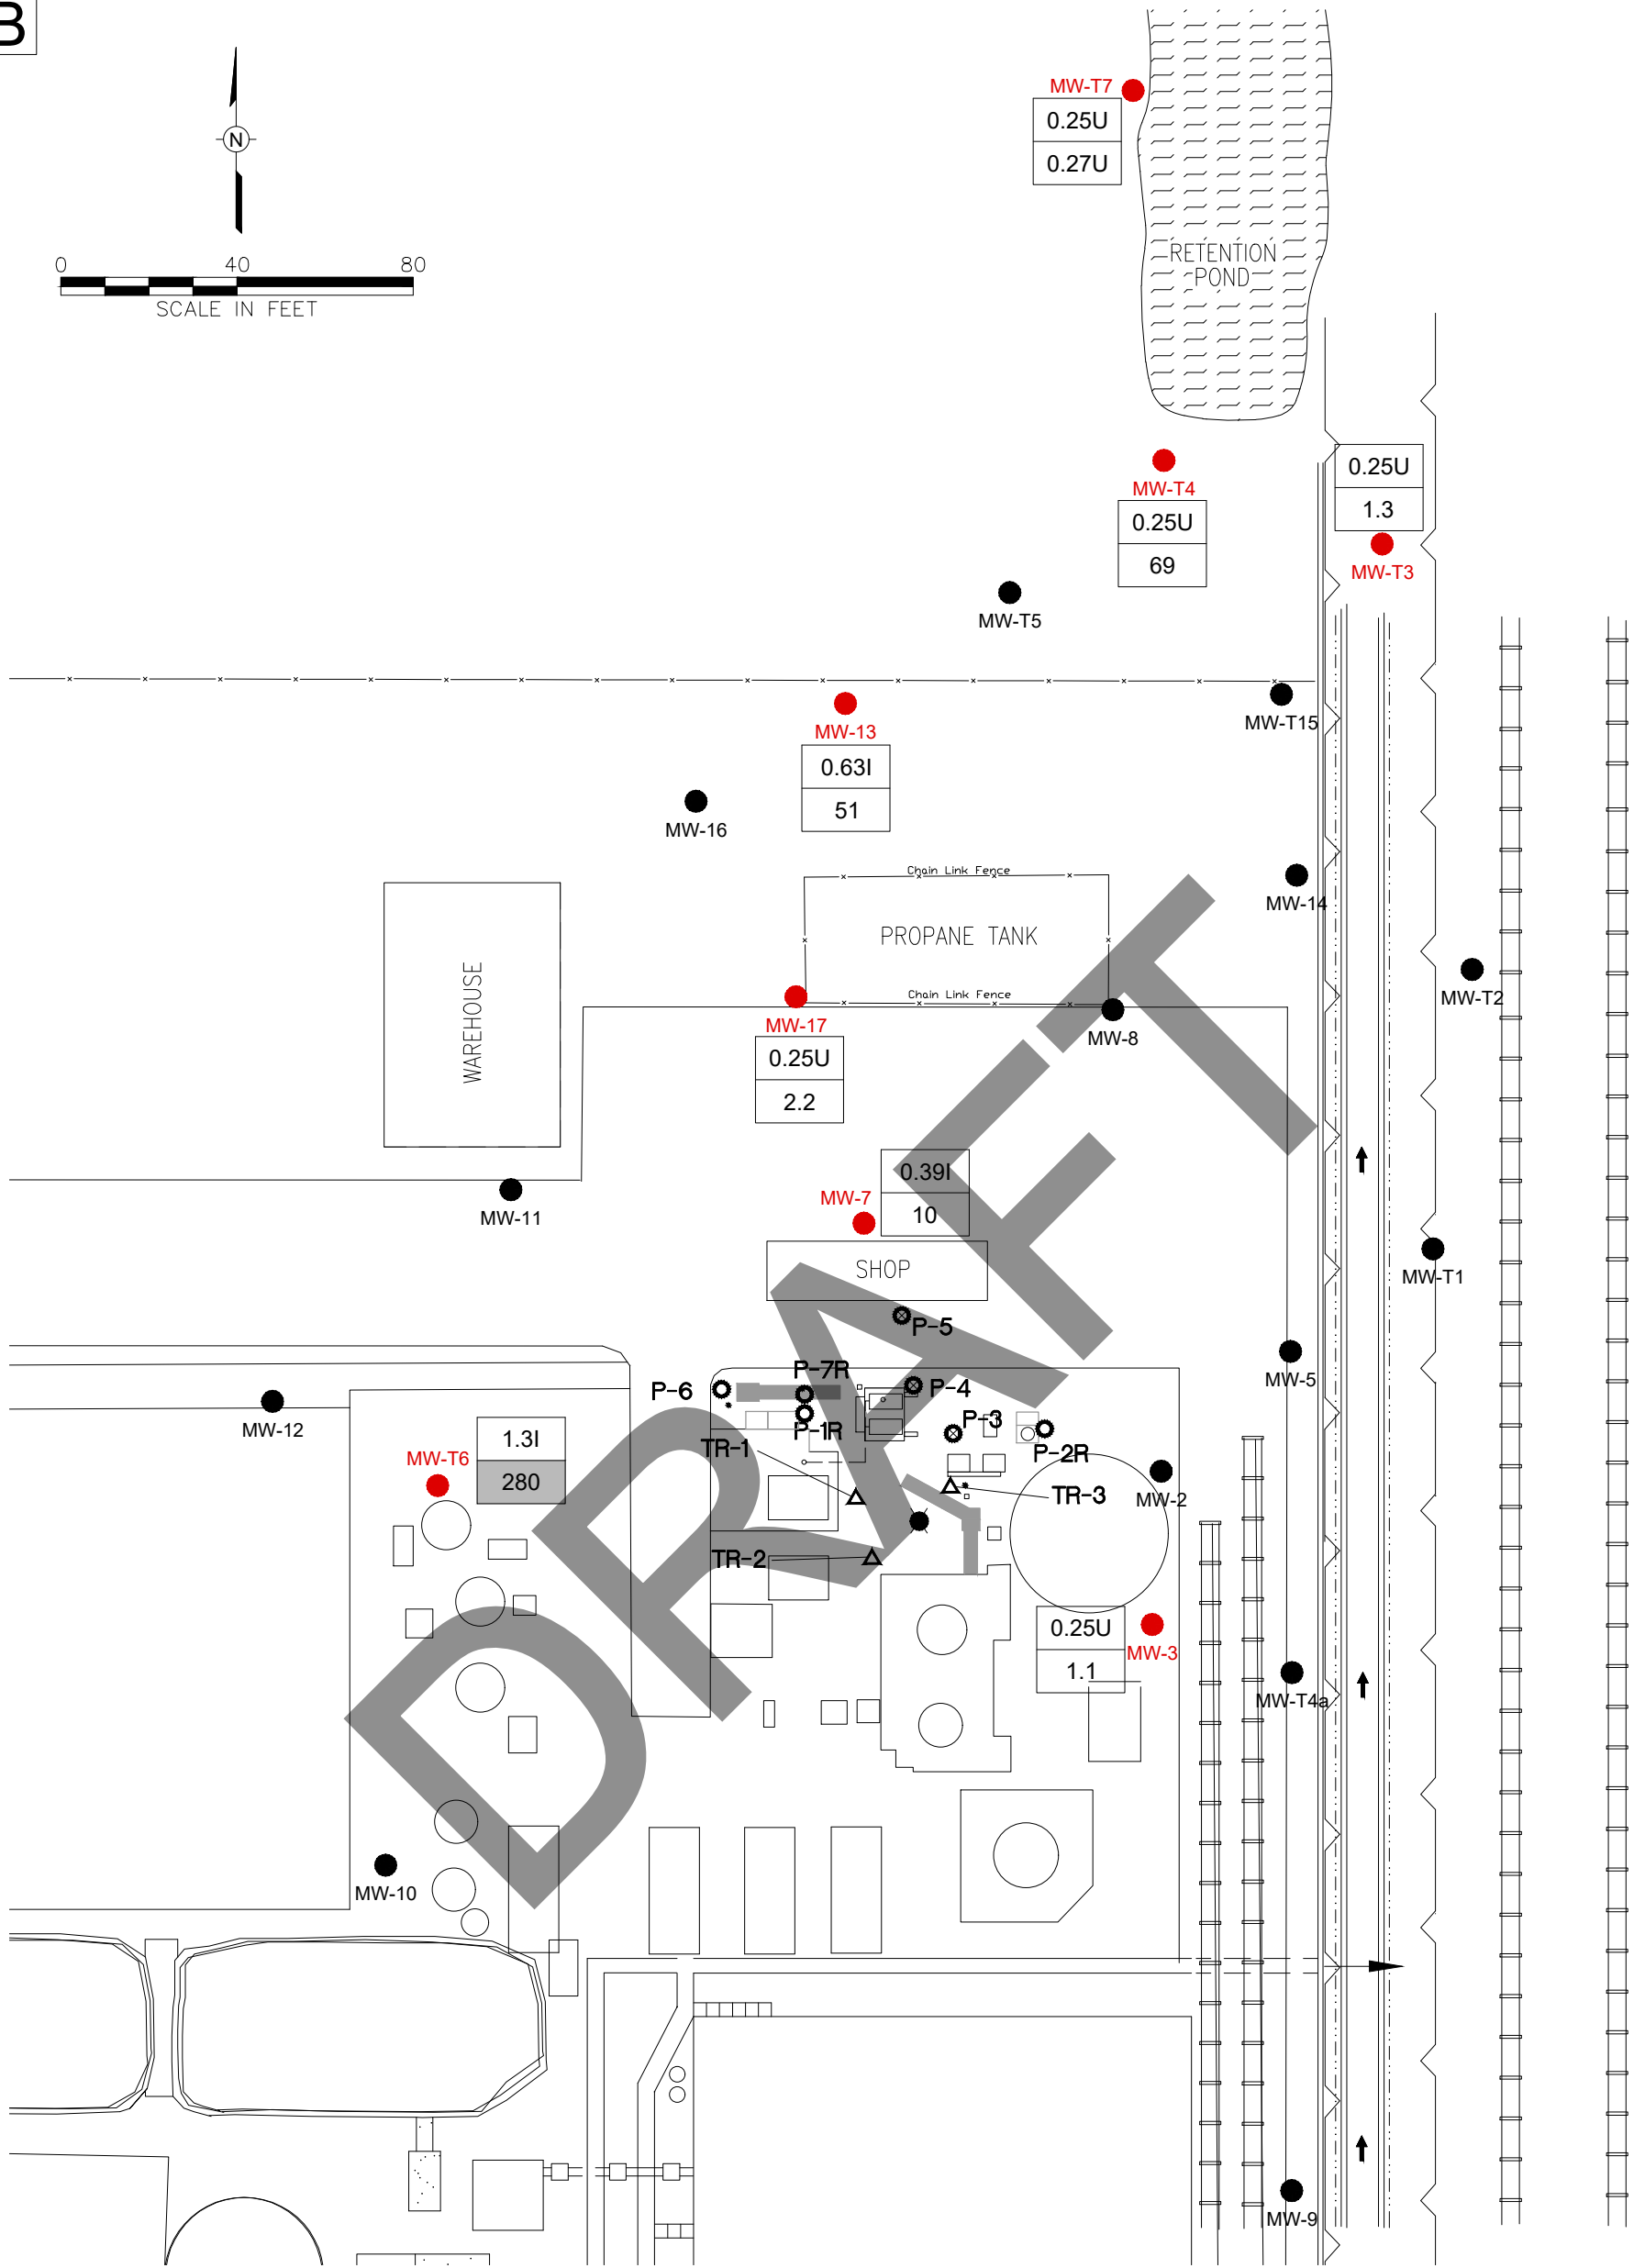 B
N
0 40 80
SCALE IN FEET
MW-T7
0.25U
0.27U
RETENTION
POND
MW-T4
0.25U
69
0.25U
1.3
MW-T3
MW-T5
MW-T15
MW-13
0.63I
51
MW-16
Chain Link Fence
PROPANE TANK
Chain Link Fence
WAREHOUSE
MW-14
MW-T2
MW-17
0.25U
2.2
MW-8
0.39I
10
MW-7
SHOP
MW-11
MW-T1
P-5
MW-5
P-7R
P-6
P-4
P-1R
P-3
P-2R
MW-12
1.3I
280
MW-T6
TR-1
TR-3
MW-2
TR-2
0.25U
1.1
MW-3
MW-T4a
MW-10
MW-9
DRAFT